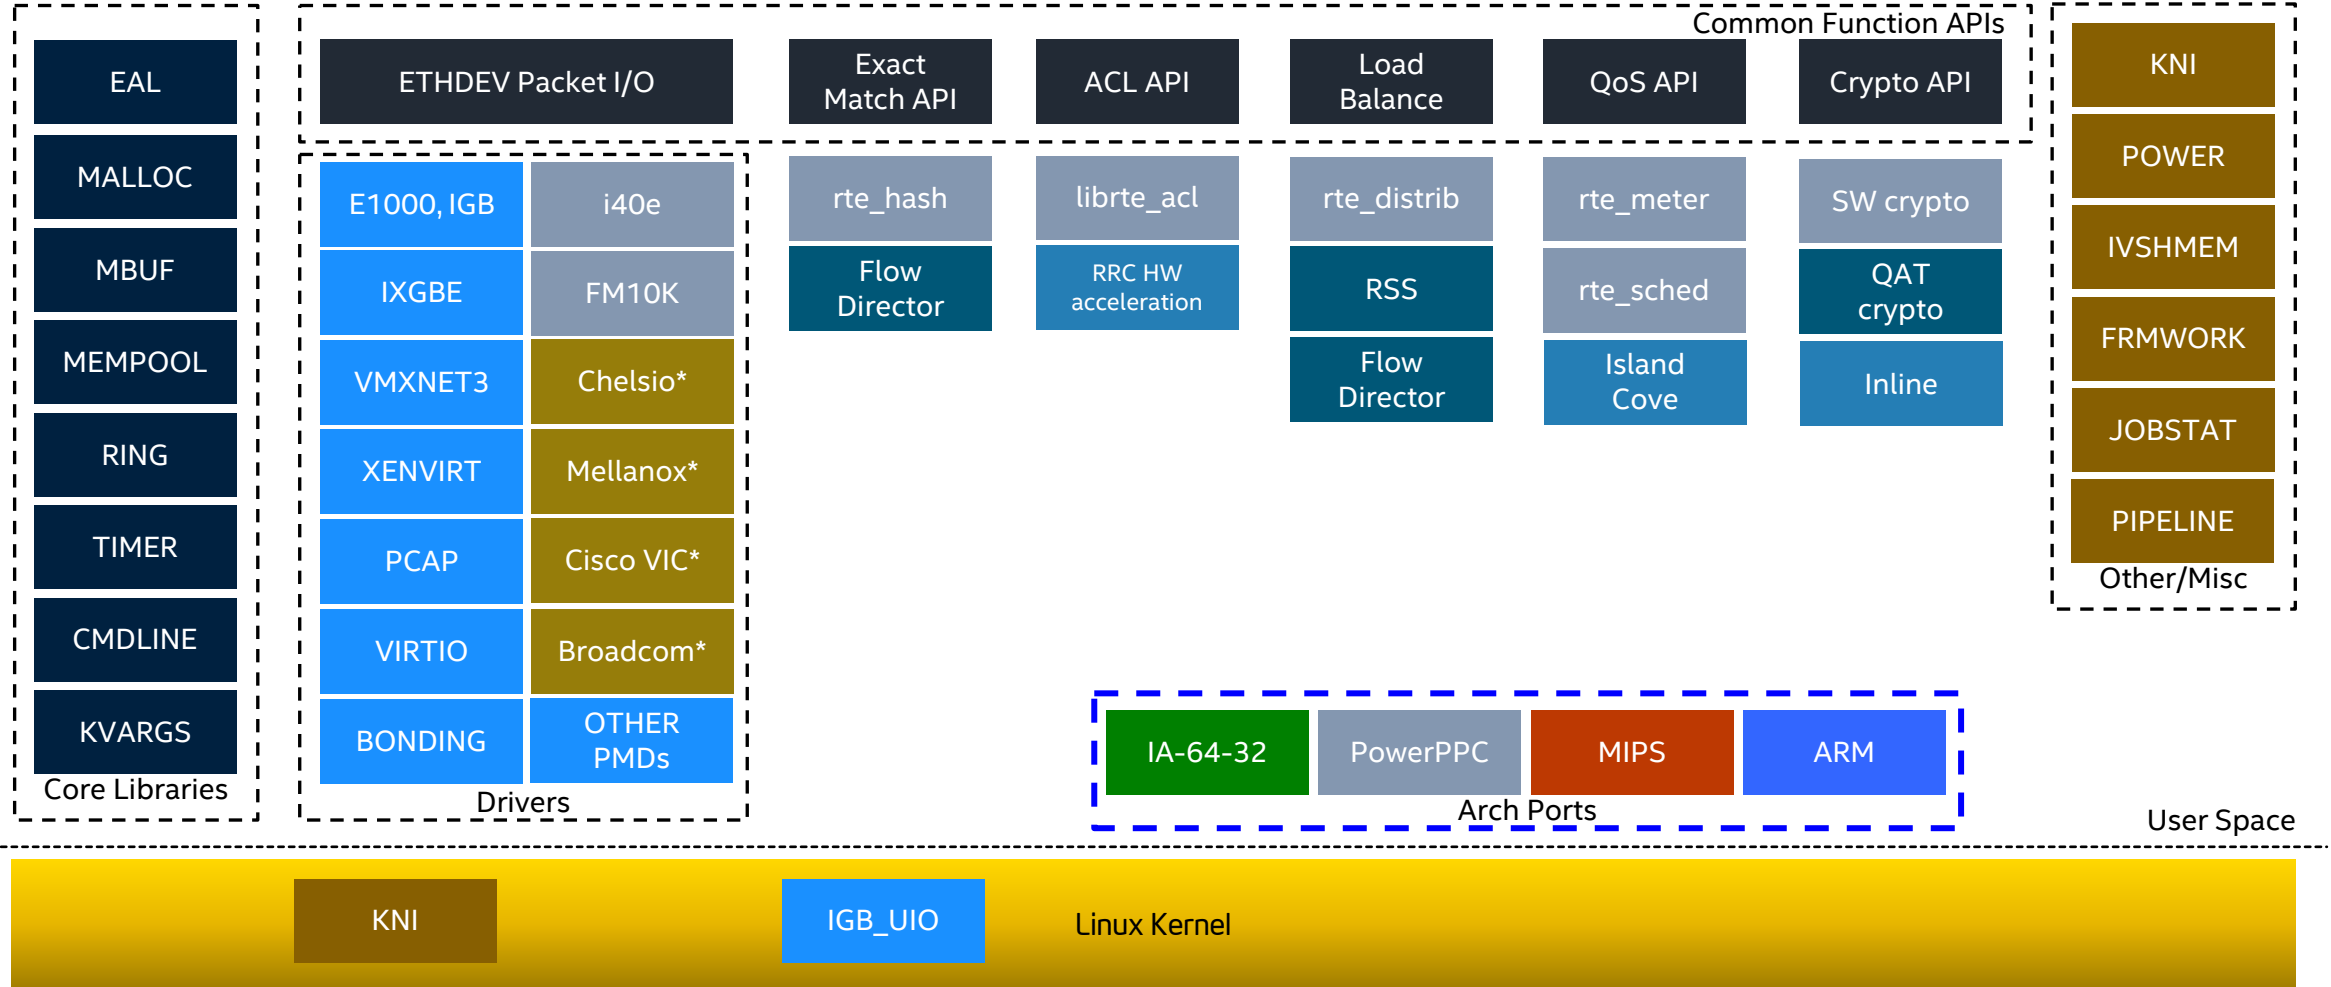 Common Function APIs
EAL
MALLOC
MBUF
MEMPOOL
RING
TIMER
CMDLINE
KVARGS
Core Libraries
ETHDEV Packet I/O
Exact
Match API
ACL API
Load
Balance
QoS API
Crypto API
E1000, IGB
i40e
IXGBE
FM10K
VMXNET3
Chelsio*
XENVIRT
Mellanox*
PCAP
Cisco VIC*
VIRTIO
Broadcom*
BONDING
OTHER
PMDs
Drivers
rte_hash
Flow
Director
librte_acl
RRC HW
acceleration
rte_distrib
RSS
Flow
Director
rte_meter
rte_sched
Island
Cove
SW crypto
QAT
crypto
Inline
KNI
POWER
IVSHMEM
FRMWORK
JOBSTAT
PIPELINE
Other/Misc
IA-64-32
PowerPPC
MIPS
ARM
Arch Ports
User Space
KNI
IGB_UIO
Linux Kernel